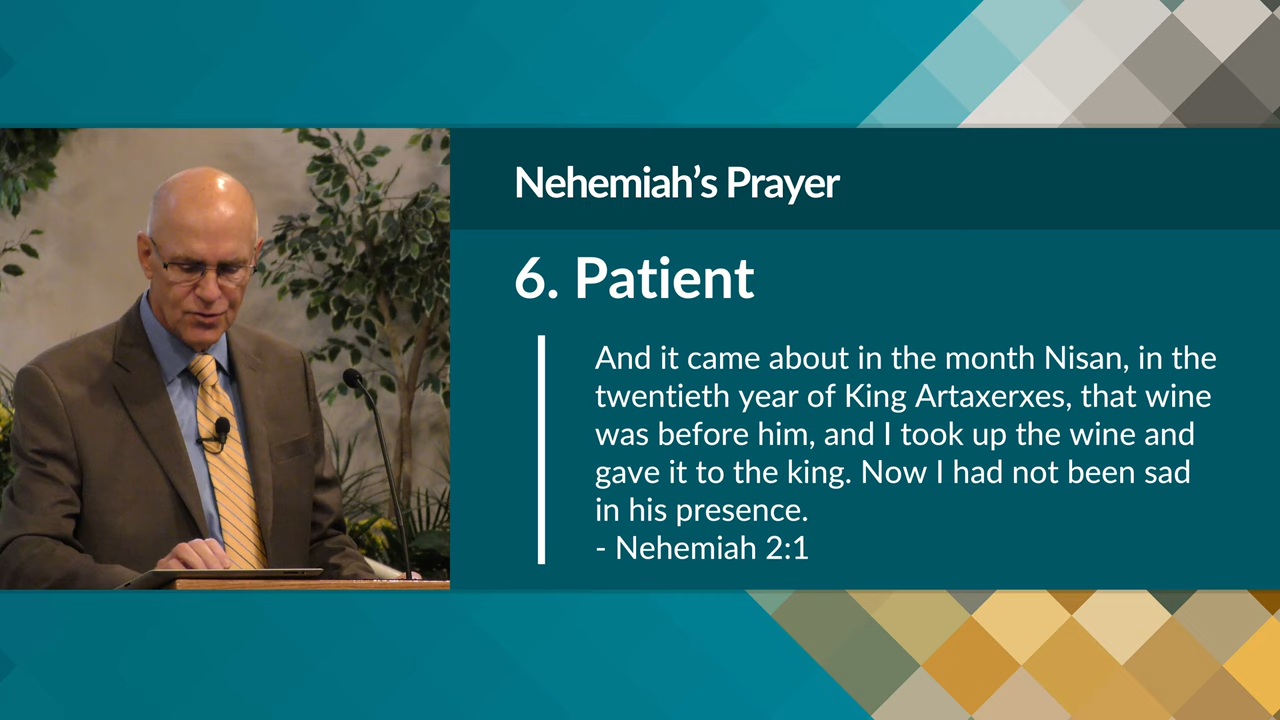 Nehemiah’s Prayer
6. Patient
And it came about in the month Nisan, in the
twentieth year of King Artaxerxes, that wine
was before him, and I took up the wine and
gave it to the king. Now I had not been sad
in his presence.
- Nehemiah 2:1